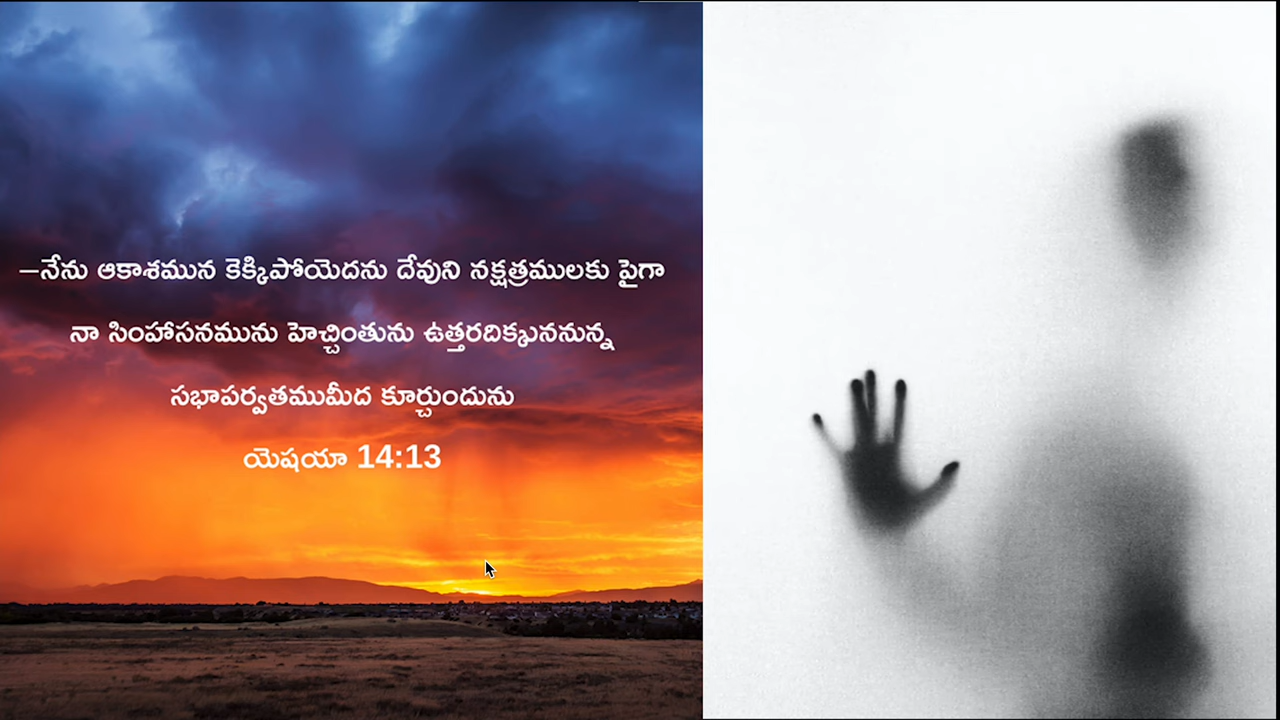 –నేను ఆకాశమున కెక్కిపోయెదను దేవుని నక్షత్రములకు పైగా
నా సింహాసనమును హెచ్చింతును ఉత్తరదిక్కుననున్న
సభాపర్వతముమీద కూర్చుందును
యెషయా 14:13